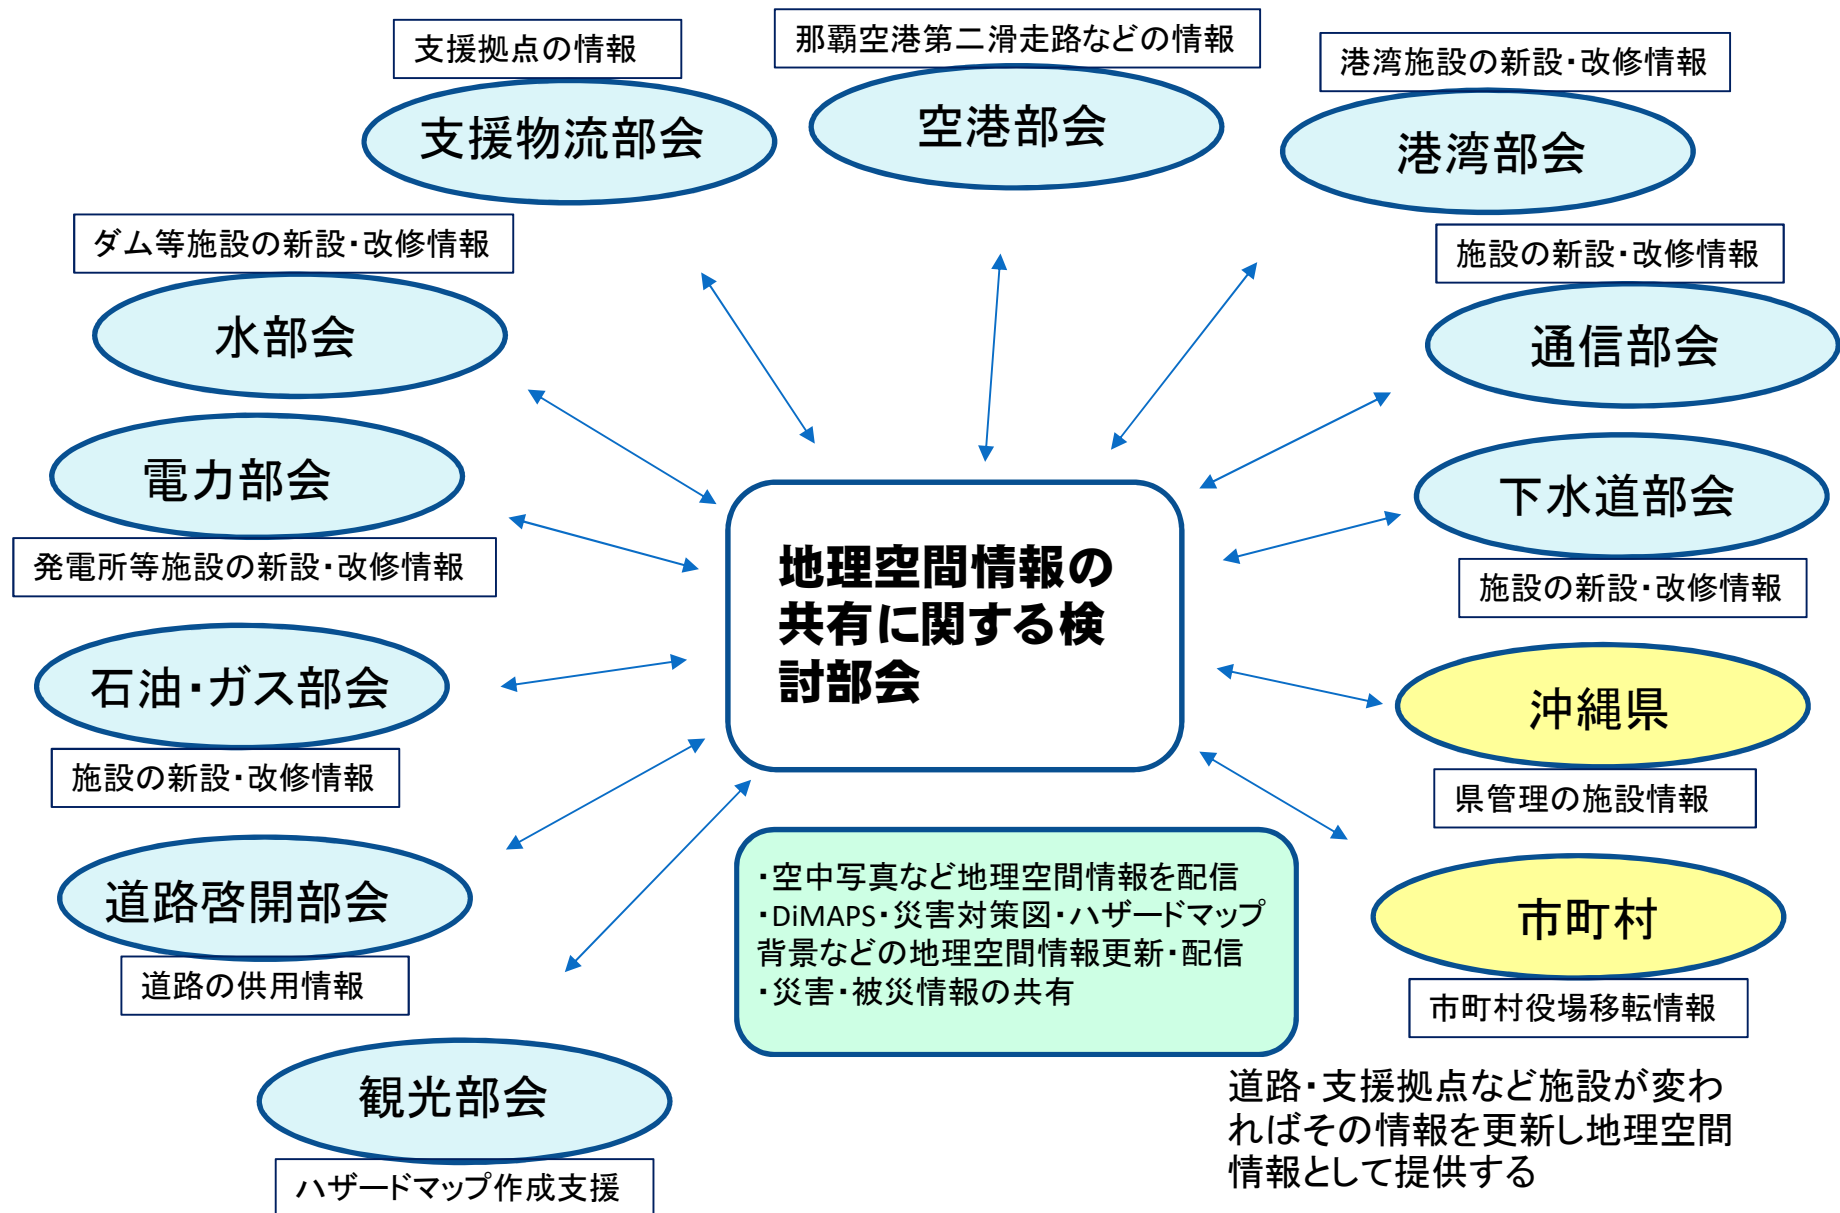 支援拠点の情報
支援物流部会
那覇空港第二滑走路などの情報
空港部会
港湾施設の新設・改修情報
港湾部会
ダム等施設の新設・改修情報
水部会
施設の新設・改修情報
通信部会
電力部会
発電所等施設の新設・改修情報
下水道部会
施設の新設・改修情報
地理空間情報の
共有に関する検
討部会
石油・ガス部会
施設の新設・改修情報
沖縄県
県管理の施設情報
道路啓開部会
道路の供用情報
・空中写真など地理空間情報を配信
・DiMAPS・災害対策図・ハザードマップ
背景などの地理空間情報更新・配信
・災害・被災情報の共有
市町村
市町村役場移転情報
観光部会
ハザードマップ作成支援
道路・支援拠点など施設が変わ
ればその情報を更新し地理空間
情報として提供する